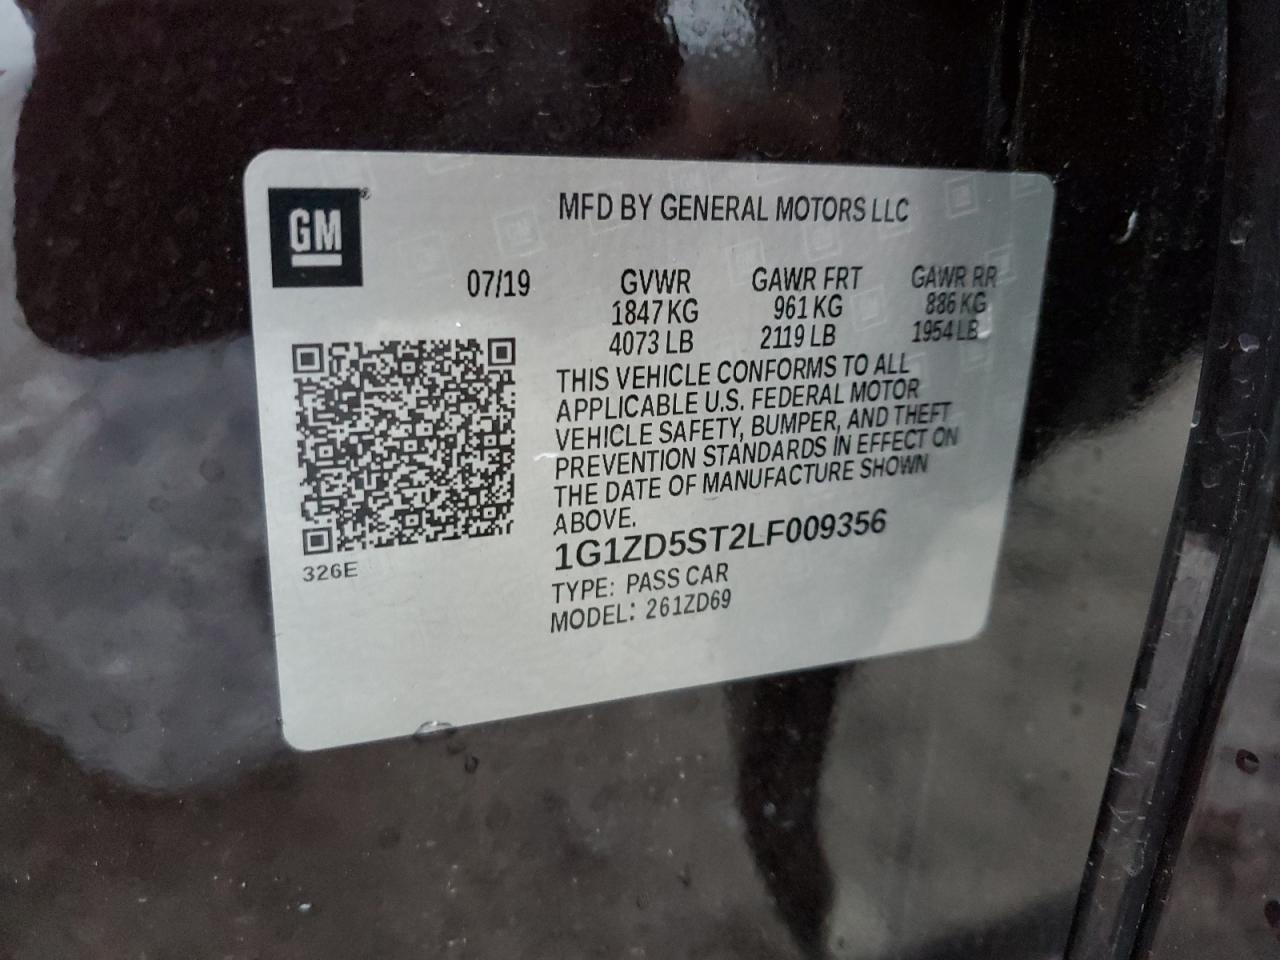 GM®
MFD BY GENERAL MOTORS LLC
07/19 GVWR GAWR FRT GAWR RR
1847 KG 961 KG 886 KG
4073 LB 2119 LB 1954 LB
THIS VEHICLE CONFORMS TO ALL
APPLICABLE U.S. FEDERAL MOTOR
VEHICLE SAFETY, BUMPER, AND THEFT
PREVENTION STANDARDS IN EFFECT ON
THE DATE OF MANUFACTURE SHOWN
ABOVE.
1G1ZD5ST2LF009356
326E
TYPE: PASS CAR
MODEL: 261ZD69